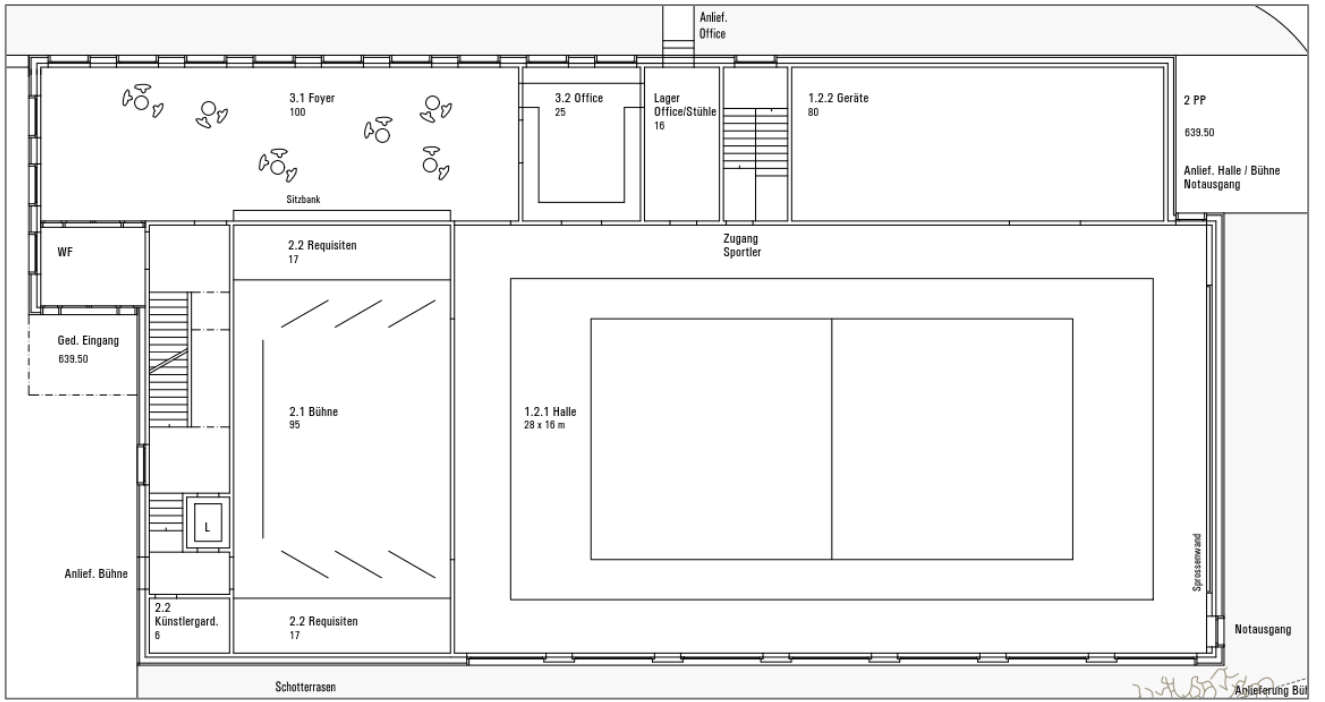 Anlief.
Office
3.1 Foyer
100
3.2 Office
25
Lager
Office/Stühle
16
1.2.2 Geräte
80
2 PP
639.50
Anlief. Halle / Bühne
Notausgang
Sitzbank
WF
2.2 Requisiten
17
Zugang
Sportler
Ged. Eingang
639.50
2.1 Bühne
95
1.2.1 Halle
28 x 16 m
L
Sprossenwand
Anlief. Bühne
2.2
Künstlergard.
6
2.2 Requisiten
17
Notausgang
Schotterrasen
Anlieferung Büh